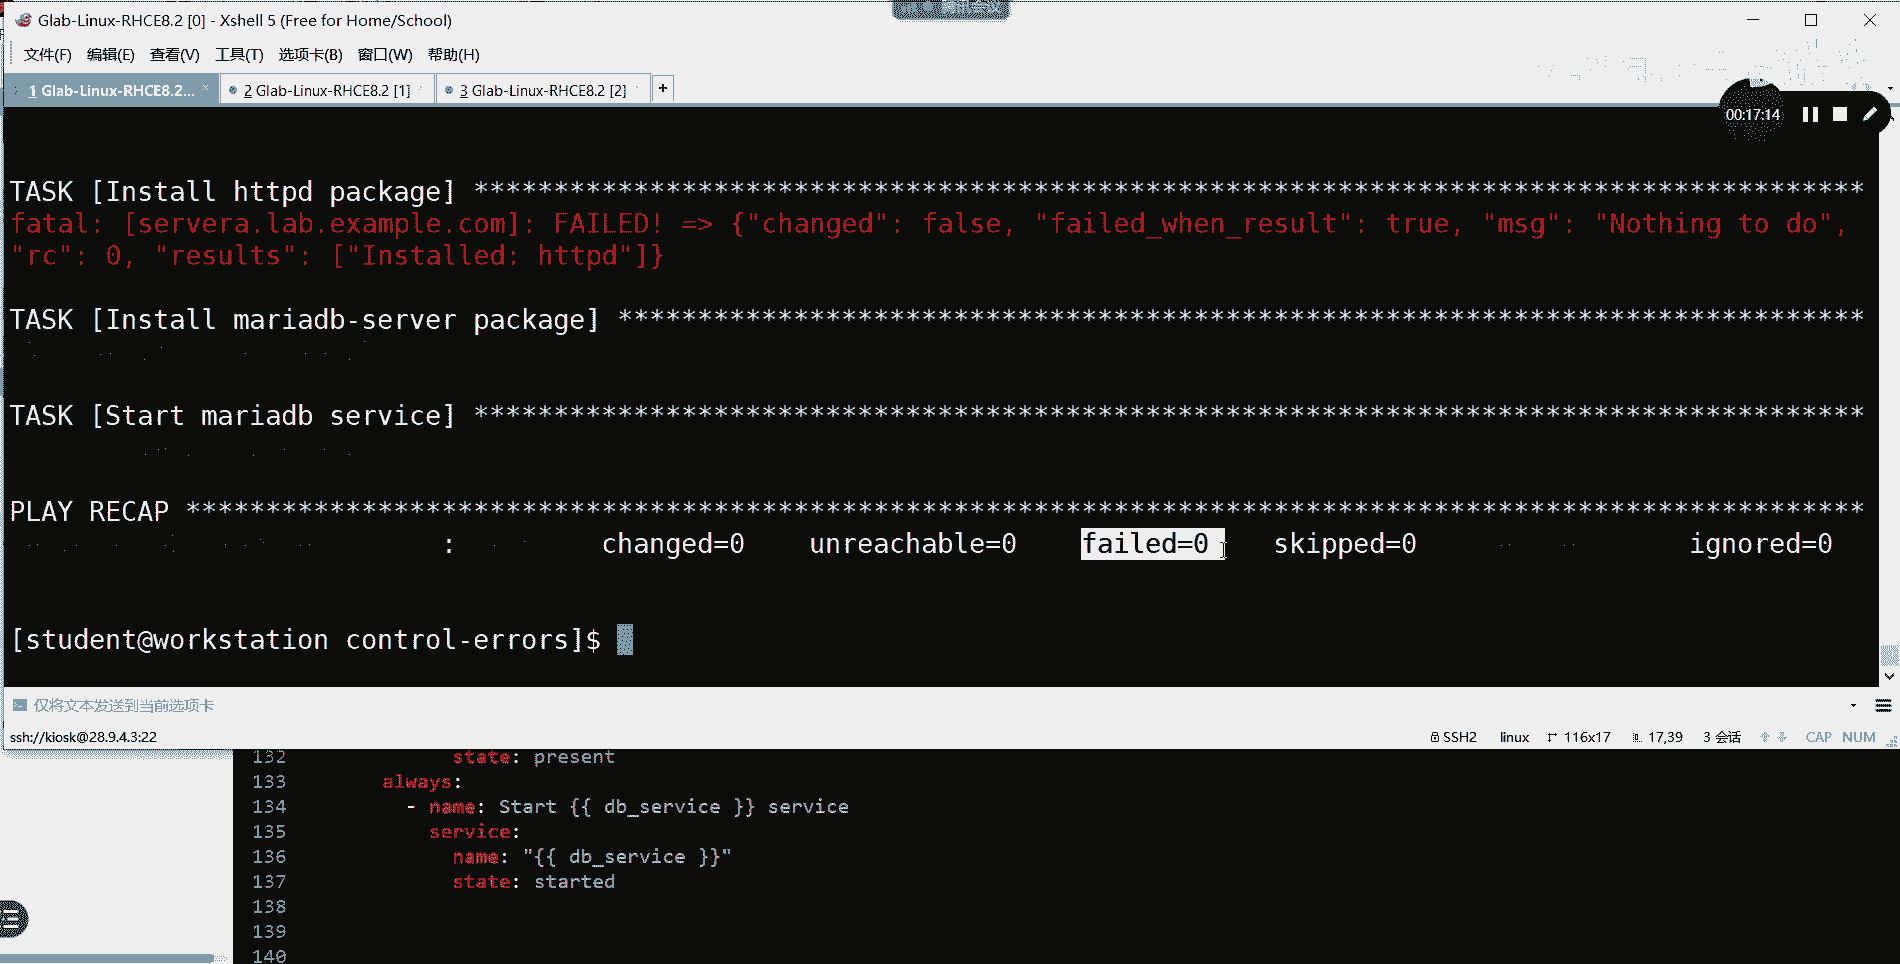 Glab-Linux-RHCE8.2 [0] - Xshell 5 (Free for Home/School)
文件(F) 编辑(E) 查看(V) 工具(T) 选项卡(B) 窗口(W) 帮助(H)
1 Glab-Linux-RHCE8.2... 2 Glab-Linux-RHCE8.2 [1] 3 Glab-Linux-RHCE8.2 [2] +
00:17:14
TASK [Install httpd package] ***************************************************************************************
fatal: [servera.lab.example.com]: FAILED! => {"changed": false, "failed_when_result": true, "msg": "Nothing to do",
"rc": 0, "results": ["Installed: httpd"]}
TASK [Install mariadb-server package] ******************************************************************************
TASK [Start mariadb service] ***************************************************************************************
PLAY RECAP *********************************************************************************************************
: changed=0 unreachable=0 failed=0 skipped=0 ignored=0
[student@workstation control-errors]$
仅将文本发送到当前选项卡
ssh://kiosk@28.9.4.3:22 SSH2 linux 116x17 17,39 3 会话 CAP NUM
132 state: present
133 always:
134 - name: Start {{ db_service }} service
135 service:
136 name: "{{ db_service }}"
137 state: started
138
139
140